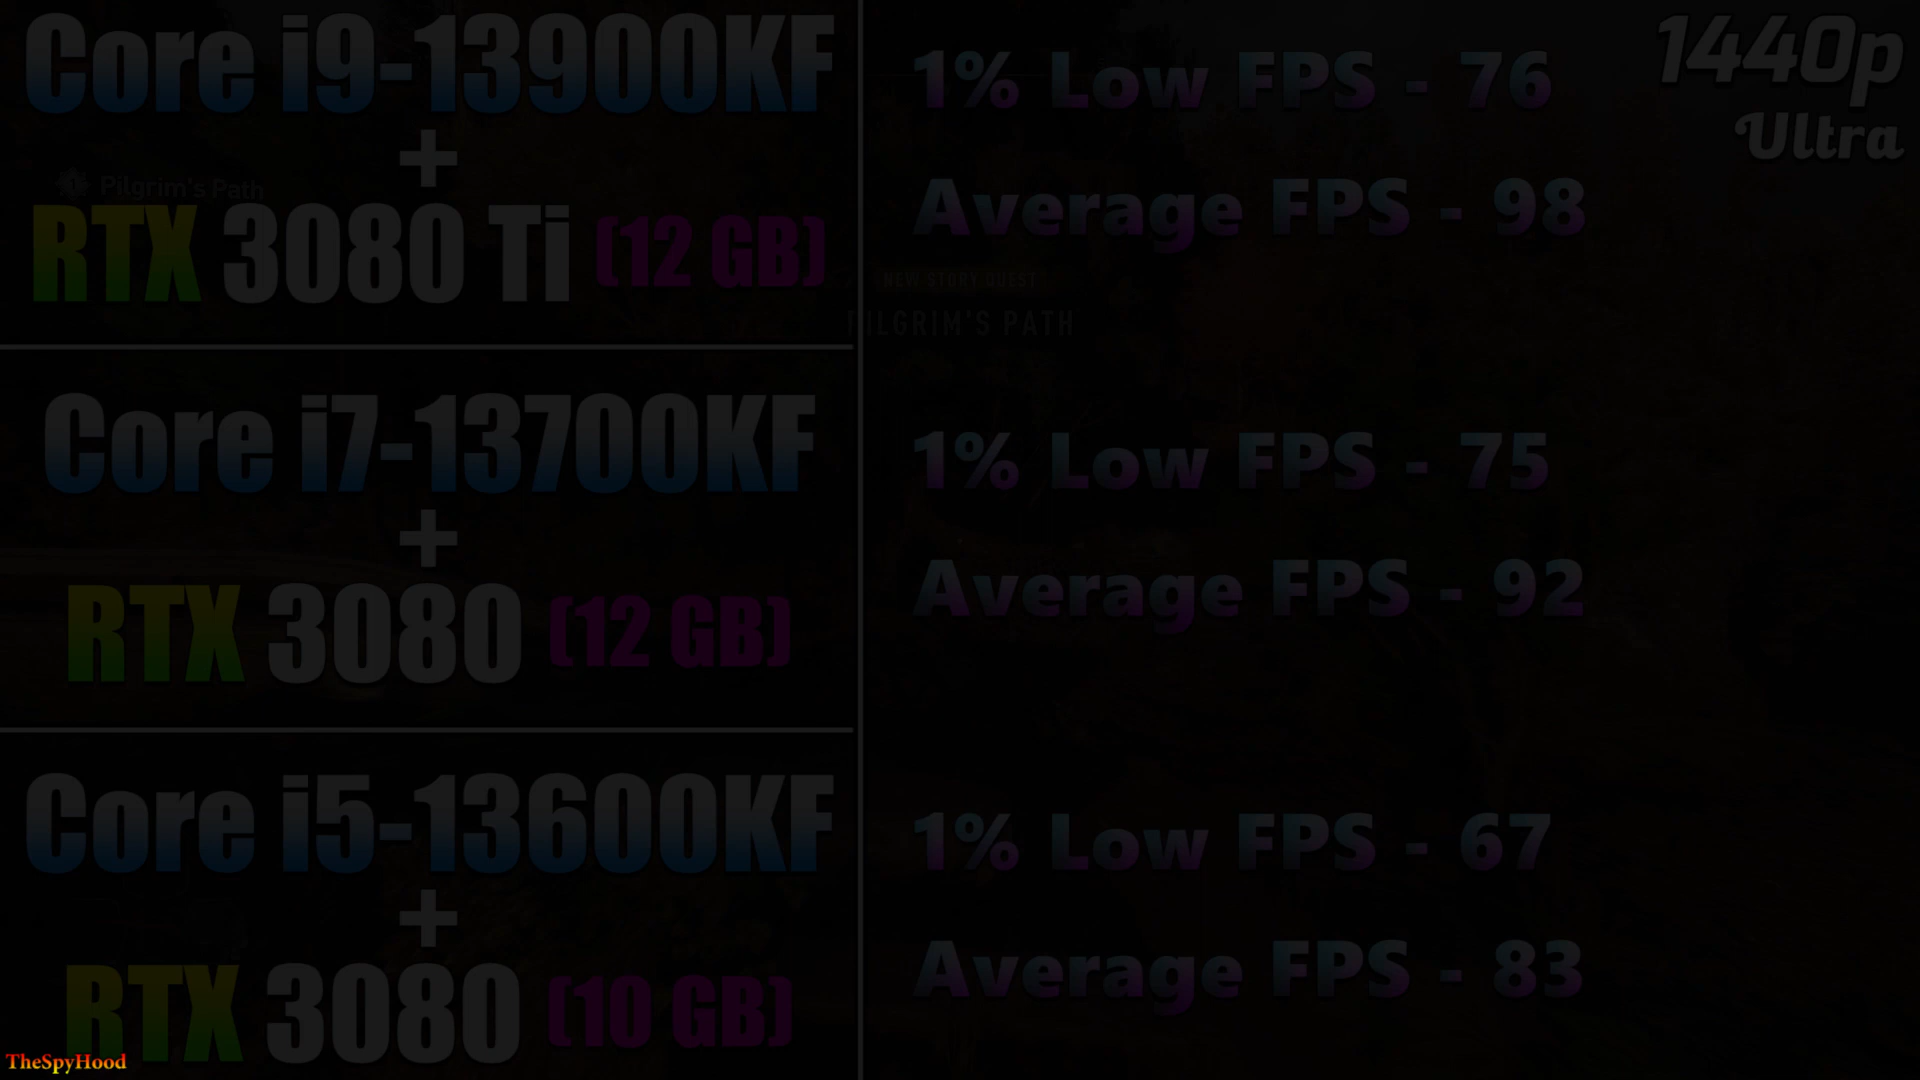 Core i9-13900KF
+
RTX 3080 Ti (12 GB)
Pilgrim's Path
1% Low FPS - 76
Average FPS - 98
1440p
Ultra
NEW STORY QUEST
PILGRIM'S PATH
Core i7-13700KF
+
RTX 3080 (12 GB)
1% Low FPS - 75
Average FPS - 92
Core i5-13600KF
+
RTX 3080 (10 GB)
1% Low FPS - 67
Average FPS - 83
TheSpyHood